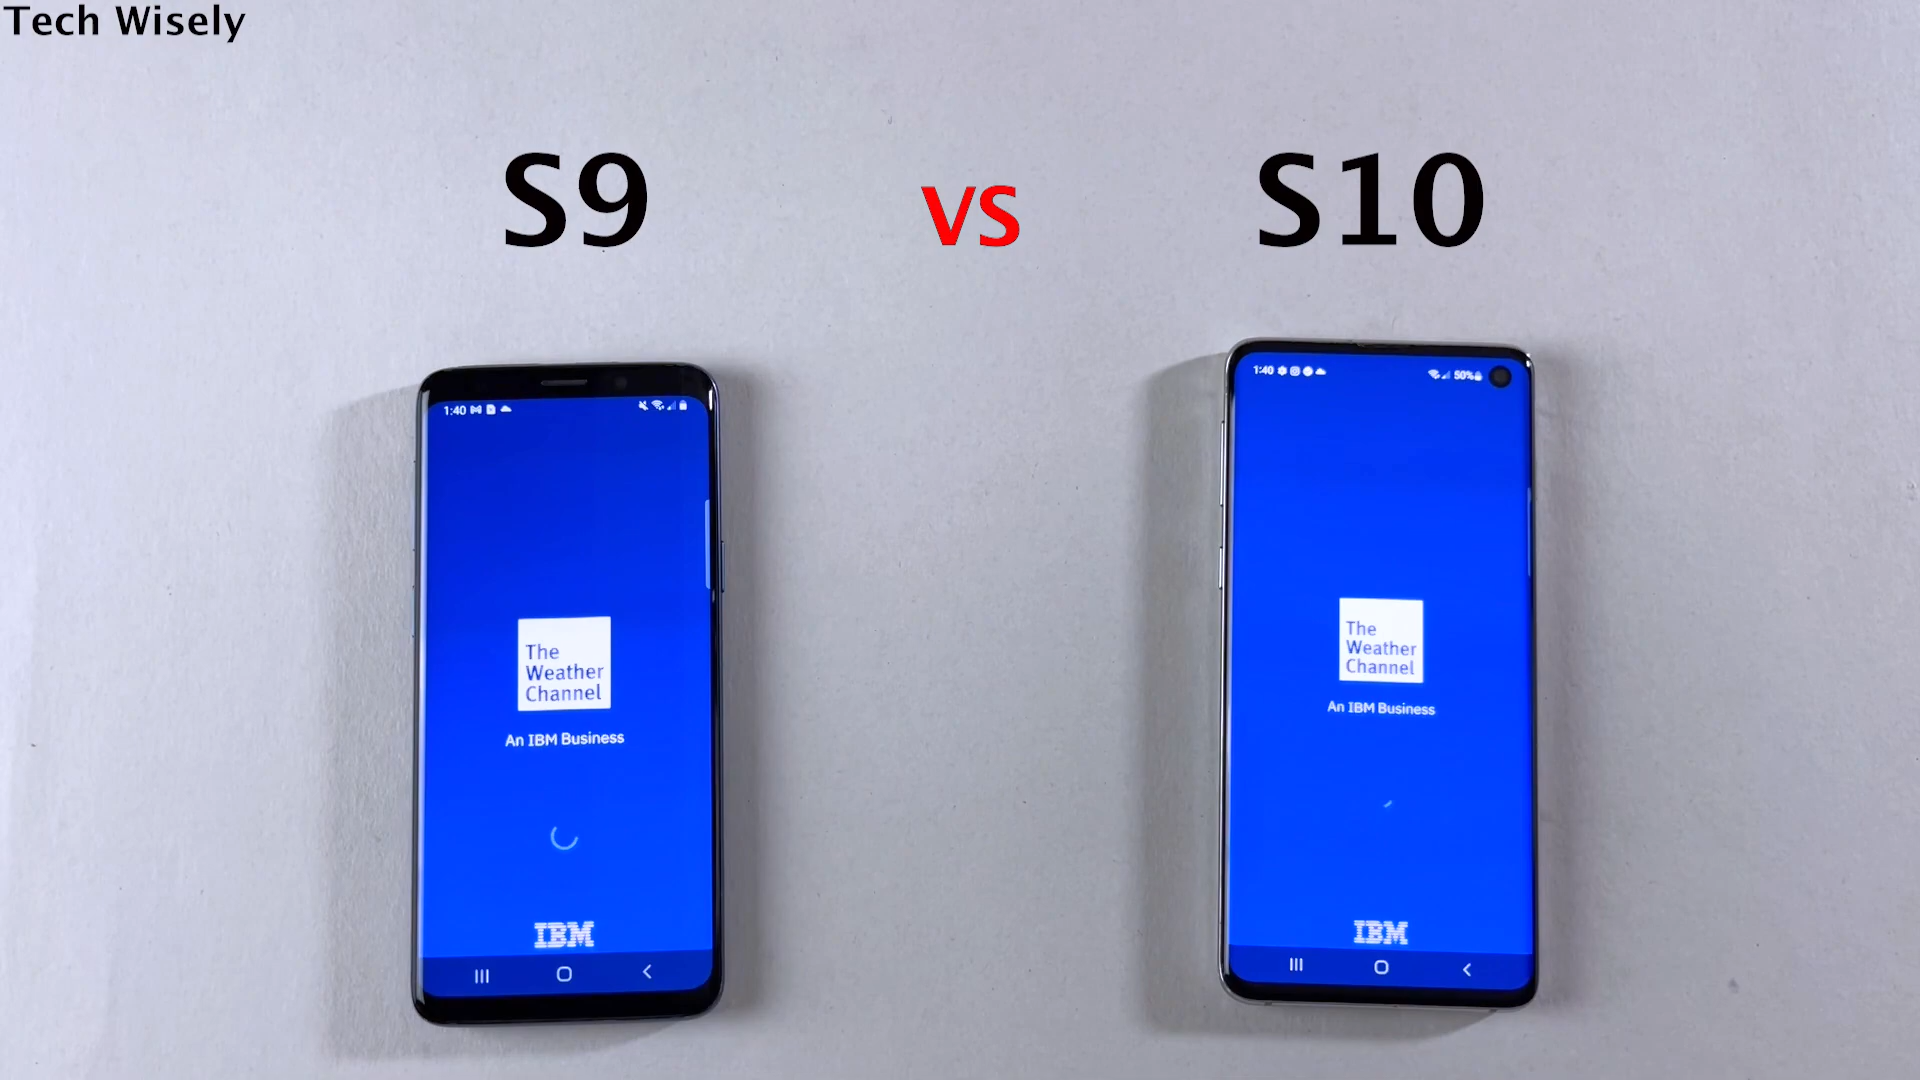 Tech Wisely
S9 VS S10
1:40
1:40
50%
The
Weather
Channel
An IBM Business
IBM
The
Weather
Channel
An IBM Business
IBM